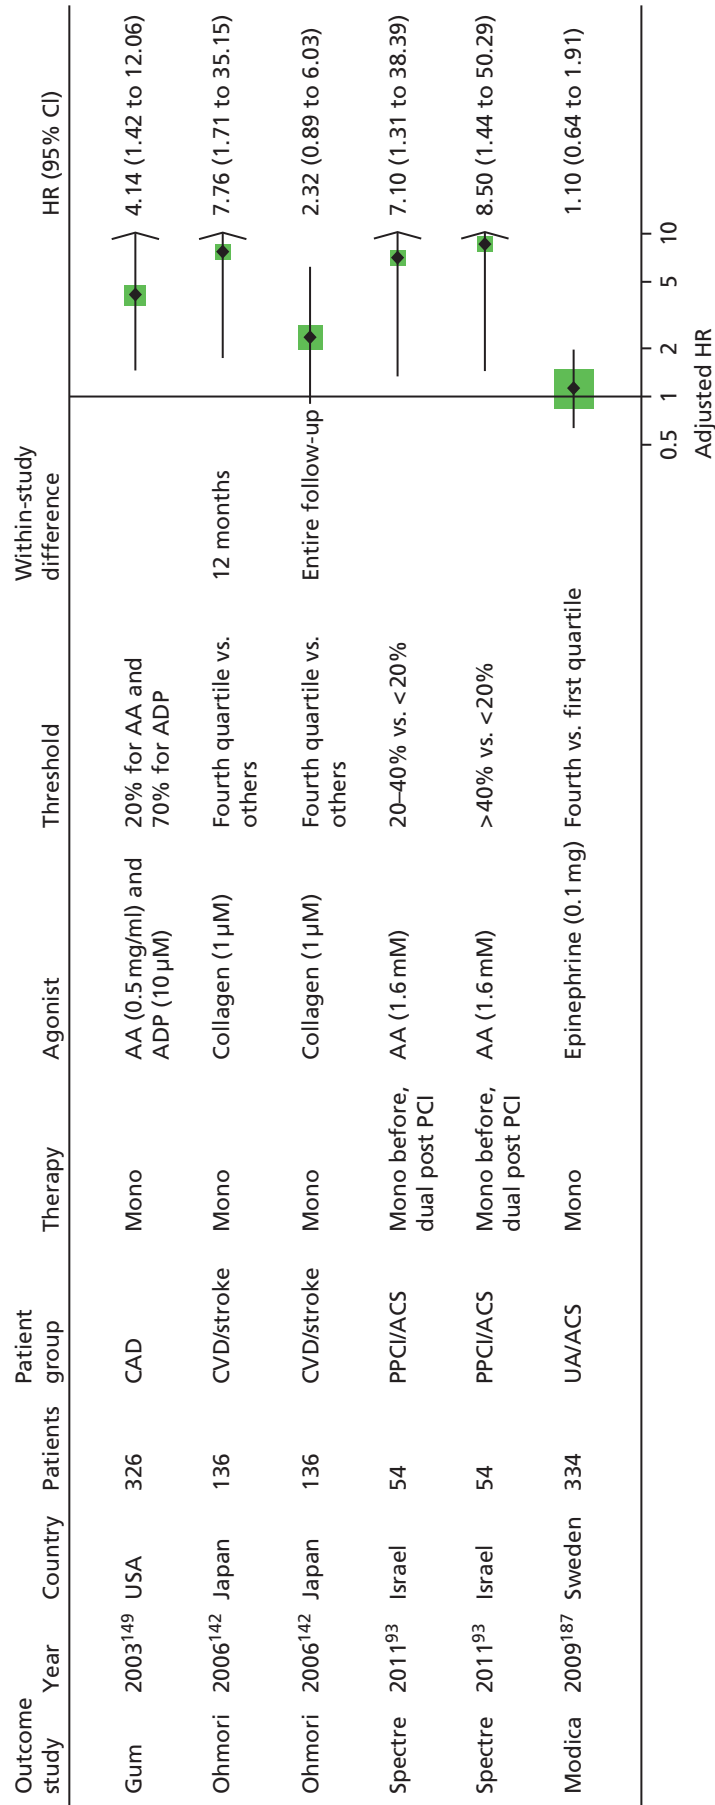 Outcome study Year Country Patients Patient group Therapy Agonist Threshold Within-study difference HR (95% CI)
Gum 2003149 USA 326 CAD Mono AA (0.5 mg/ml) and ADP (10 µM) 20% for AA and 70% for ADP 4.14 (1.42 to 12.06)
Ohmori 2006142 Japan 136 CVD/stroke Mono Collagen (1 µM) Fourth quartile vs. others 12 months 7.76 (1.71 to 35.15)
Ohmori 2006142 Japan 136 CVD/stroke Mono Collagen (1 µM) Fourth quartile vs. others Entire follow-up 2.32 (0.89 to 6.03)
Spectre 201193 Israel 54 PPCI/ACS Mono before, dual post PCI AA (1.6 mM) 20–40% vs. <20% 7.10 (1.31 to 38.39)
Spectre 201193 Israel 54 PPCI/ACS Mono before, dual post PCI AA (1.6 mM) >40% vs. <20% 8.50 (1.44 to 50.29)
Modica 2009187 Sweden 334 UA/ACS Mono Epinephrine (0.1 mg) Fourth vs. first quartile 1.10 (0.64 to 1.91)
0.5 1 2 5 10
Adjusted HR